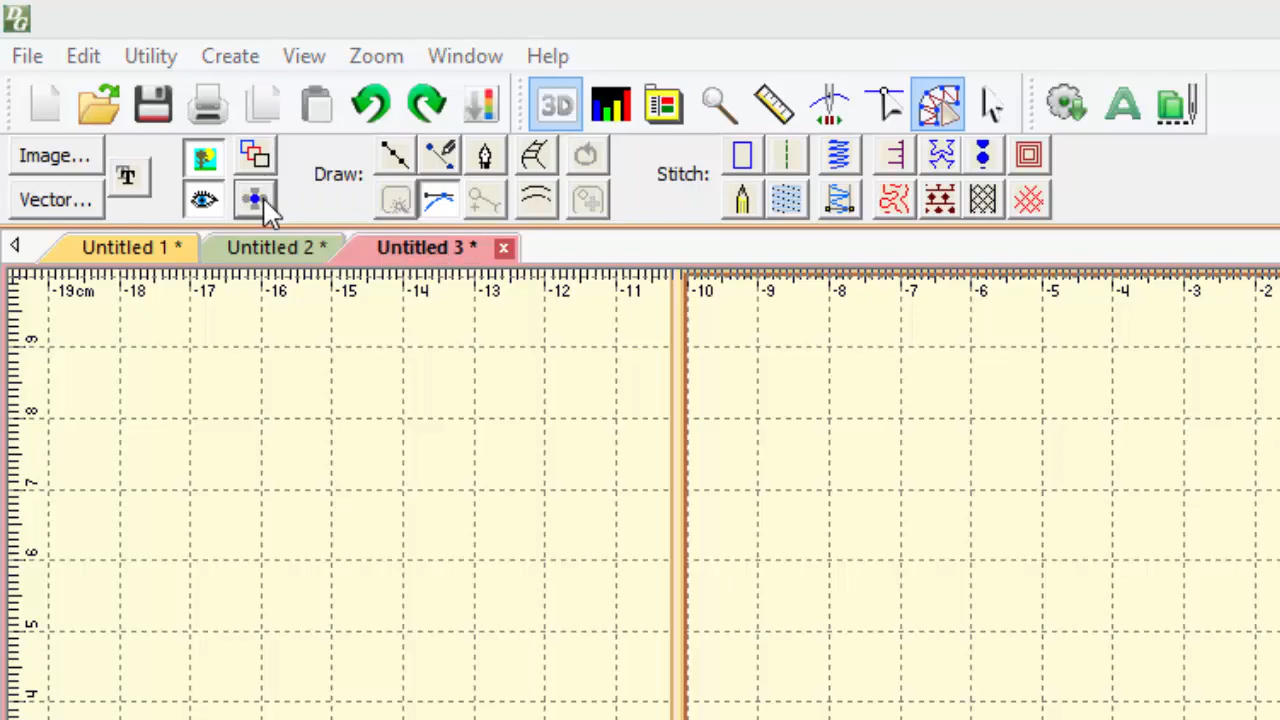 DG
File Edit Utility Create View Zoom Window Help
3D A
Image... T Draw: Stitch:
Vector...
Untitled 1 * Untitled 2 * Untitled 3 * x
-19cm -18 -17 -16 -15 -14 -13 -12 -11 -10 -9 -8 -7 -6 -5 -4 -3 -2
9
8
7
6
5
4